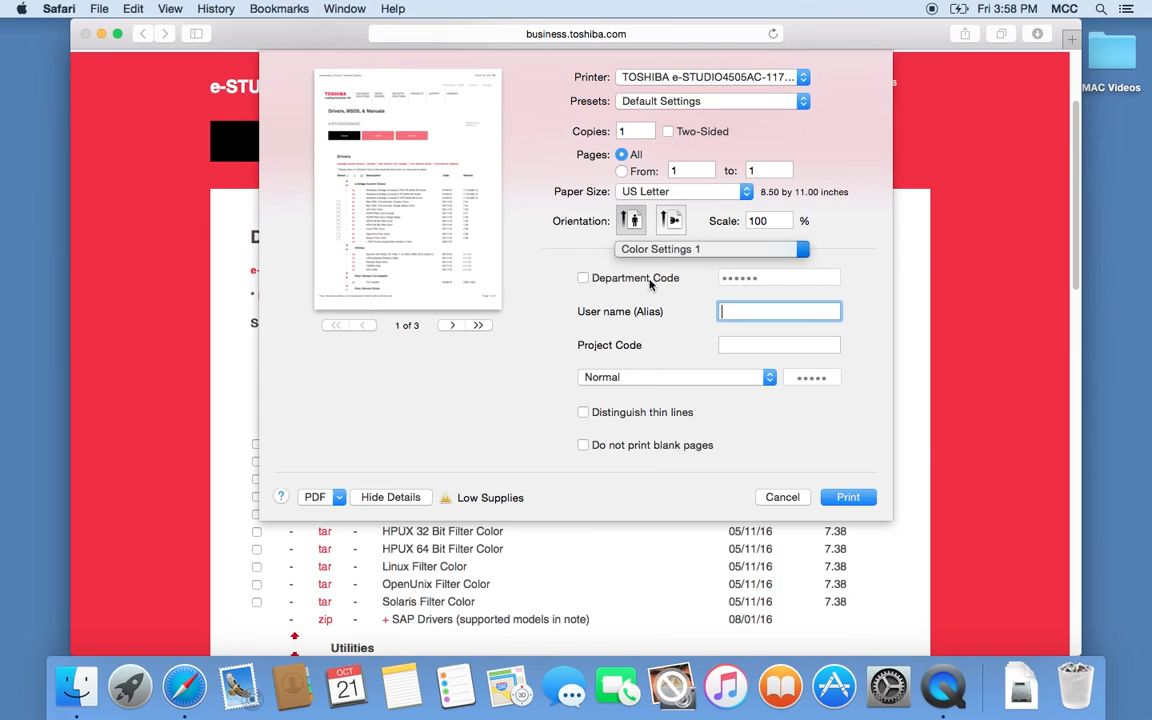 Safari File Edit View History Bookmarks Window Help Fri 3:58 PM MCC
business.toshiba.com
e-STU
MAC Videos
Printer: TOSHIBA e-STUDIO4505AC-117...
Presets: Default Settings
Copies: 1 Two-Sided
Pages: All
From: 1 to: 1
Paper Size: US Letter 8.50 by 11.00 inches
Orientation: Scale: 100 %
Color Settings 1
Department Code
User name (Alias)
Project Code
Normal
Distinguish thin lines
Do not print blank pages
TOSHIBA
Drivers, MSDS, & Manuals
Drivers
1 of 3
? PDF Hide Details Low Supplies Cancel Print
- tar - HPUX 32 Bit Filter Color 05/11/16 7.38
- tar - HPUX 64 Bit Filter Color 05/11/16 7.38
- tar - Linux Filter Color 05/11/16 7.38
- tar - OpenUnix Filter Color 05/11/16 7.38
- tar - Solaris Filter Color 05/11/16 7.38
- zip + SAP Drivers (supported models in note) 08/01/16
Utilities
OCT
21